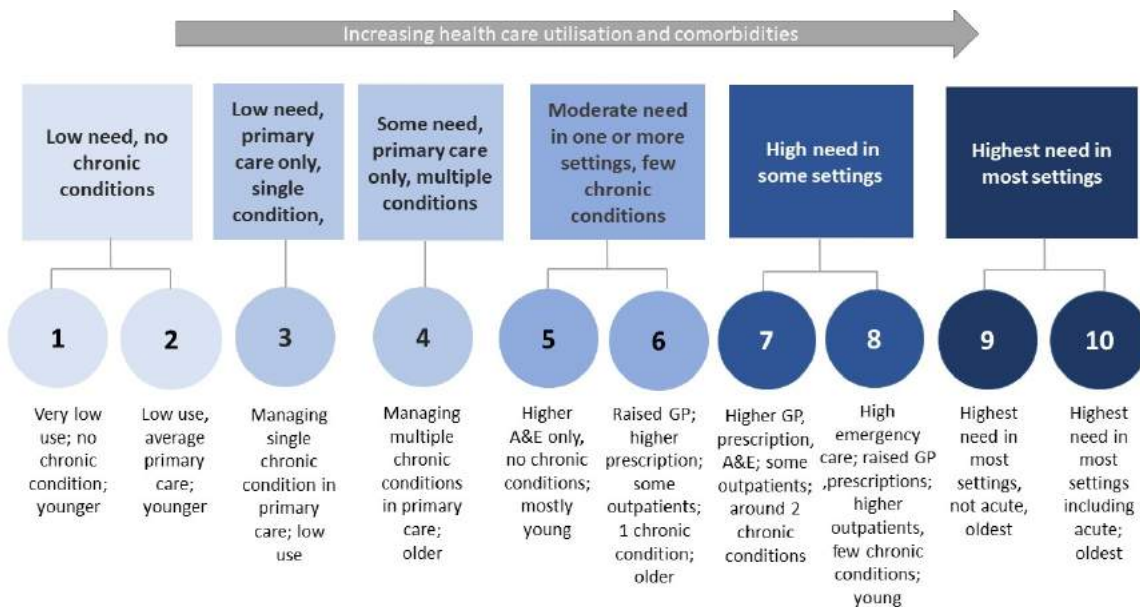 Increasing health care utilisation and comorbidities
Low need, no
chronic
conditions
Low need,
primary
care only,
single
condition,
Some need,
primary care
only, multiple
conditions
Moderate need
in one or more
settings, few
chronic
conditions
High need in
some settings
Highest need in
most settings
1
2
3
4
5
6
7
8
9
10
Very low
use; no
chronic
condition;
younger
Low use,
average
primary
care;
younger
Managing
single
chronic
condition in
primary
care; low
use
Managing
multiple
chronic
conditions
in primary
care;
older
Higher
A&E only,
no chronic
conditions;
mostly
young
Raised GP;
higher
prescription;
some
outpatients;
1 chronic
condition;
older
Higher GP,
prescription,
A&E; some
outpatients;
around 2
chronic
conditions
High
emergency
care; raised GP
,prescriptions;
higher
outpatients,
few chronic
conditions;
young
Highest
need in
most
settings,
not acute,
oldest
Highest
need in
most
settings
including
acute;
oldest